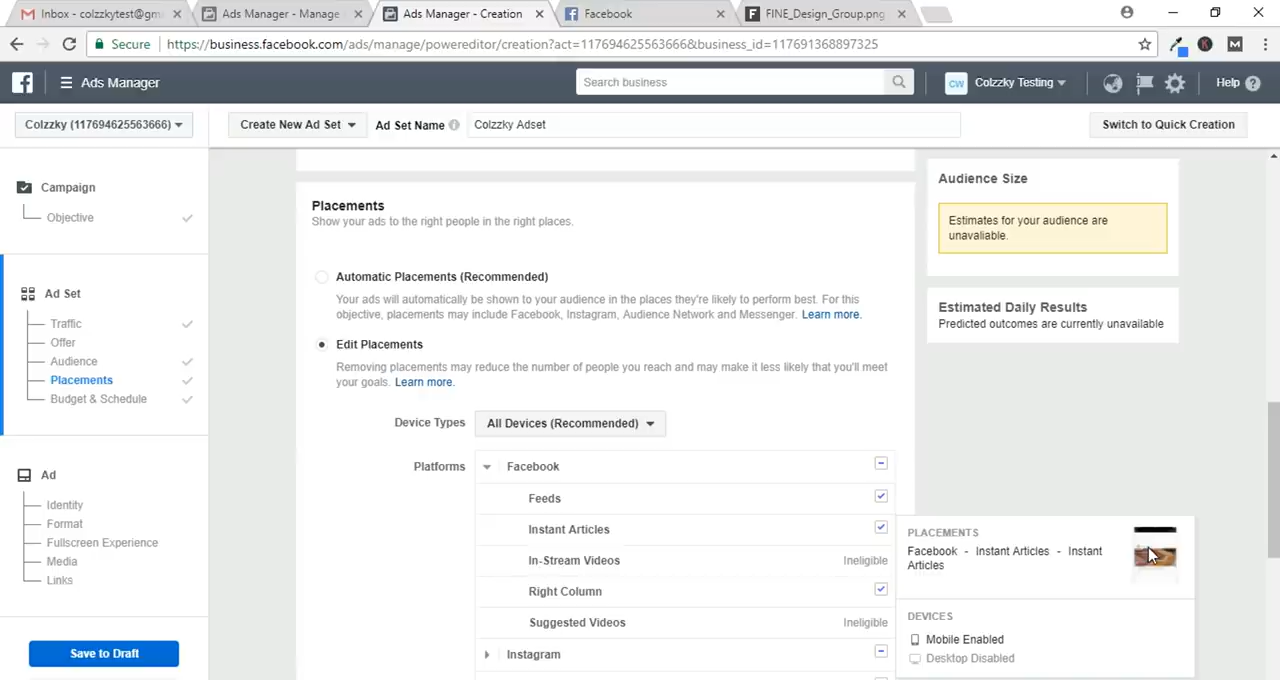 Inbox - colzzkytest@gm
Ads Manager - Manage
Ads Manager - Creation
Facebook
FINE_Design_Group.png
Secure
https://business.facebook.com/ads/manage/powereditor/creation?act=117694625563666&business_id=117691368897325
Ads Manager
Search business
CW
Colzzky Testing
Help
Colzzky (117694625563666)
Create New Ad Set
Ad Set Name
Colzzky Adset
Switch to Quick Creation
Campaign
Objective
Ad Set
Traffic
Offer
Audience
Placements
Budget & Schedule
Ad
Identity
Format
Fullscreen Experience
Media
Links
Save to Draft
Placements
Show your ads to the right people in the right places.
Automatic Placements (Recommended)
Your ads will automatically be shown to your audience in the places they're likely to perform best. For this
objective, placements may include Facebook, Instagram, Audience Network and Messenger. Learn more.
Edit Placements
Removing placements may reduce the number of people you reach and may make it less likely that you'll meet
your goals. Learn more.
Device Types
All Devices (Recommended)
Platforms
Facebook
Feeds
Instant Articles
In-Stream Videos
Ineligible
Right Column
Suggested Videos
Ineligible
Instagram
Audience Size
Estimates for your audience are
unavailable.
Estimated Daily Results
Predicted outcomes are currently unavailable
PLACEMENTS
Facebook - Instant Articles - Instant
Articles
DEVICES
Mobile Enabled
Desktop Disabled